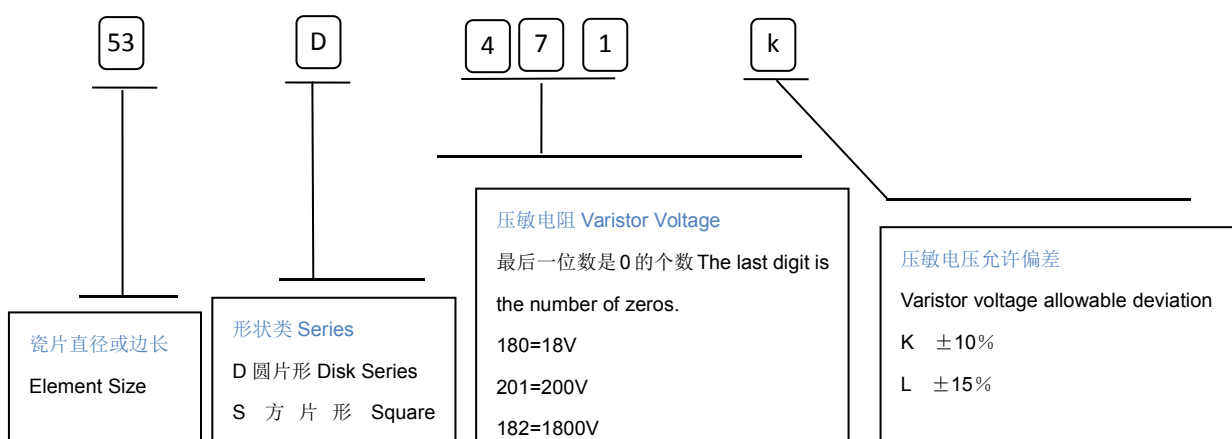 53 D 4 7 1 k
瓷片直径或边长
Element Size
形状类 Series
D 圆片形 Disk Series
S 方 片 形 Square
压敏电阻 Varistor Voltage
最后一位数是 0 的个数 The last digit is
the number of zeros.
180=18V
201=200V
182=1800V
压敏电压允许偏差
Varistor voltage allowable deviation
K ±10%
L ±15%